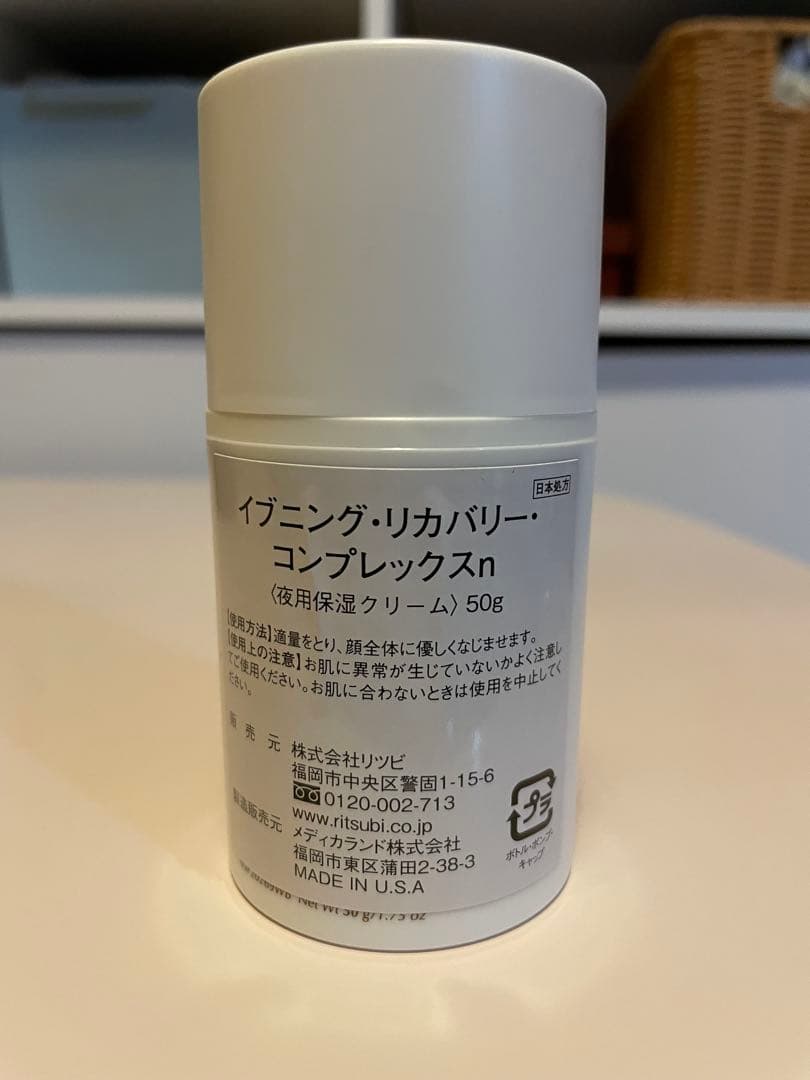 日本処方
イブニング・リカバリー・
コンプレックスn
〈夜用保湿クリーム〉50g
【使用方法】適量をとり、顔全体に優しくなじませます。
【使用上の注意】お肌に異常が生じていないかよく注意し
てご使用ください。お肌に合わないときは使用を中止してく
ださい。
販売元 株式会社リツビ
福岡市中央区警固1-15-6
0120-002-713
www.ritsubi.co.jp
製造販売元 メディカランド株式会社
福岡市東区蒲田2-38-3
MADE IN U.S.A
プラ
ボトル・ポンプ・
キャップ
Net Wt 50 g/1.75 oz